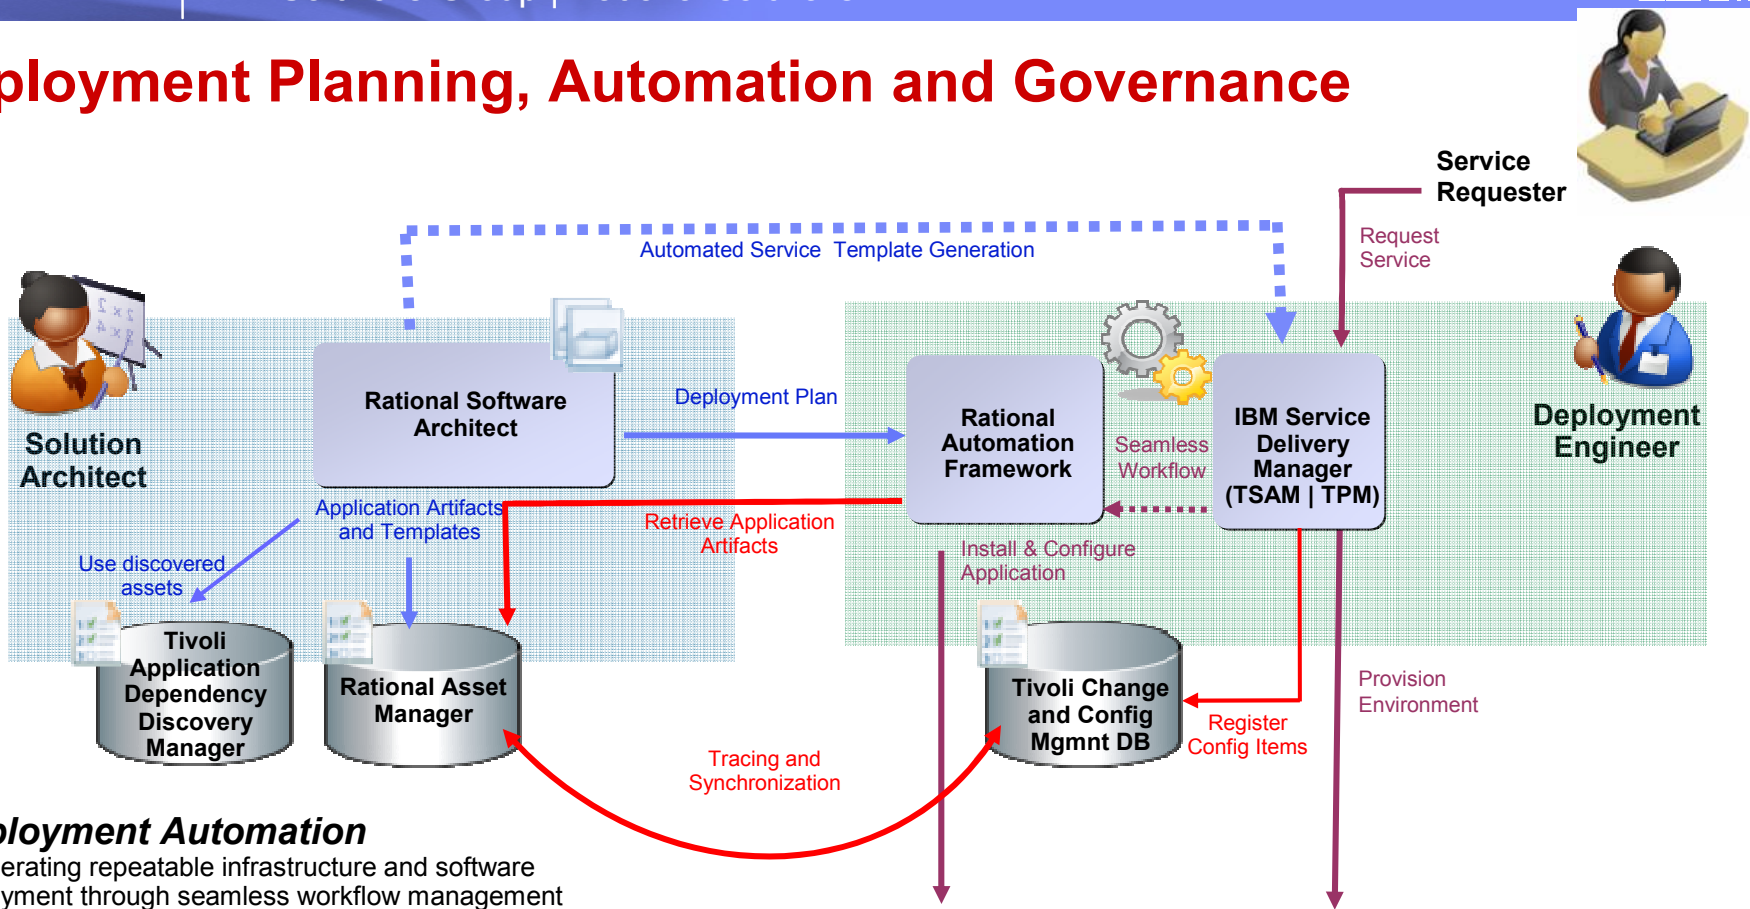 ployment Planning, Automation and Governance
Service
Requester
Request
Service
Automated Service Template Generation
Solution
Architect
Rational Software
Architect
Deployment Plan
Rational
Automation
Framework
Seamless
Workflow
IBM Service
Delivery
Manager
(TSAM | TPM)
Deployment
Engineer
Application Artifacts
and Templates
Retrieve Application
Artifacts
Install & Configure
Application
Use discovered
assets
Tivoli
Application
Dependency
Discovery
Manager
Rational Asset
Manager
Tivoli Change
and Config
Mgmnt DB
Register
Config Items
Provision
Environment
Tracing and
Synchronization
ployment Automation
erating repeatable infrastructure and software
yment through seamless workflow management